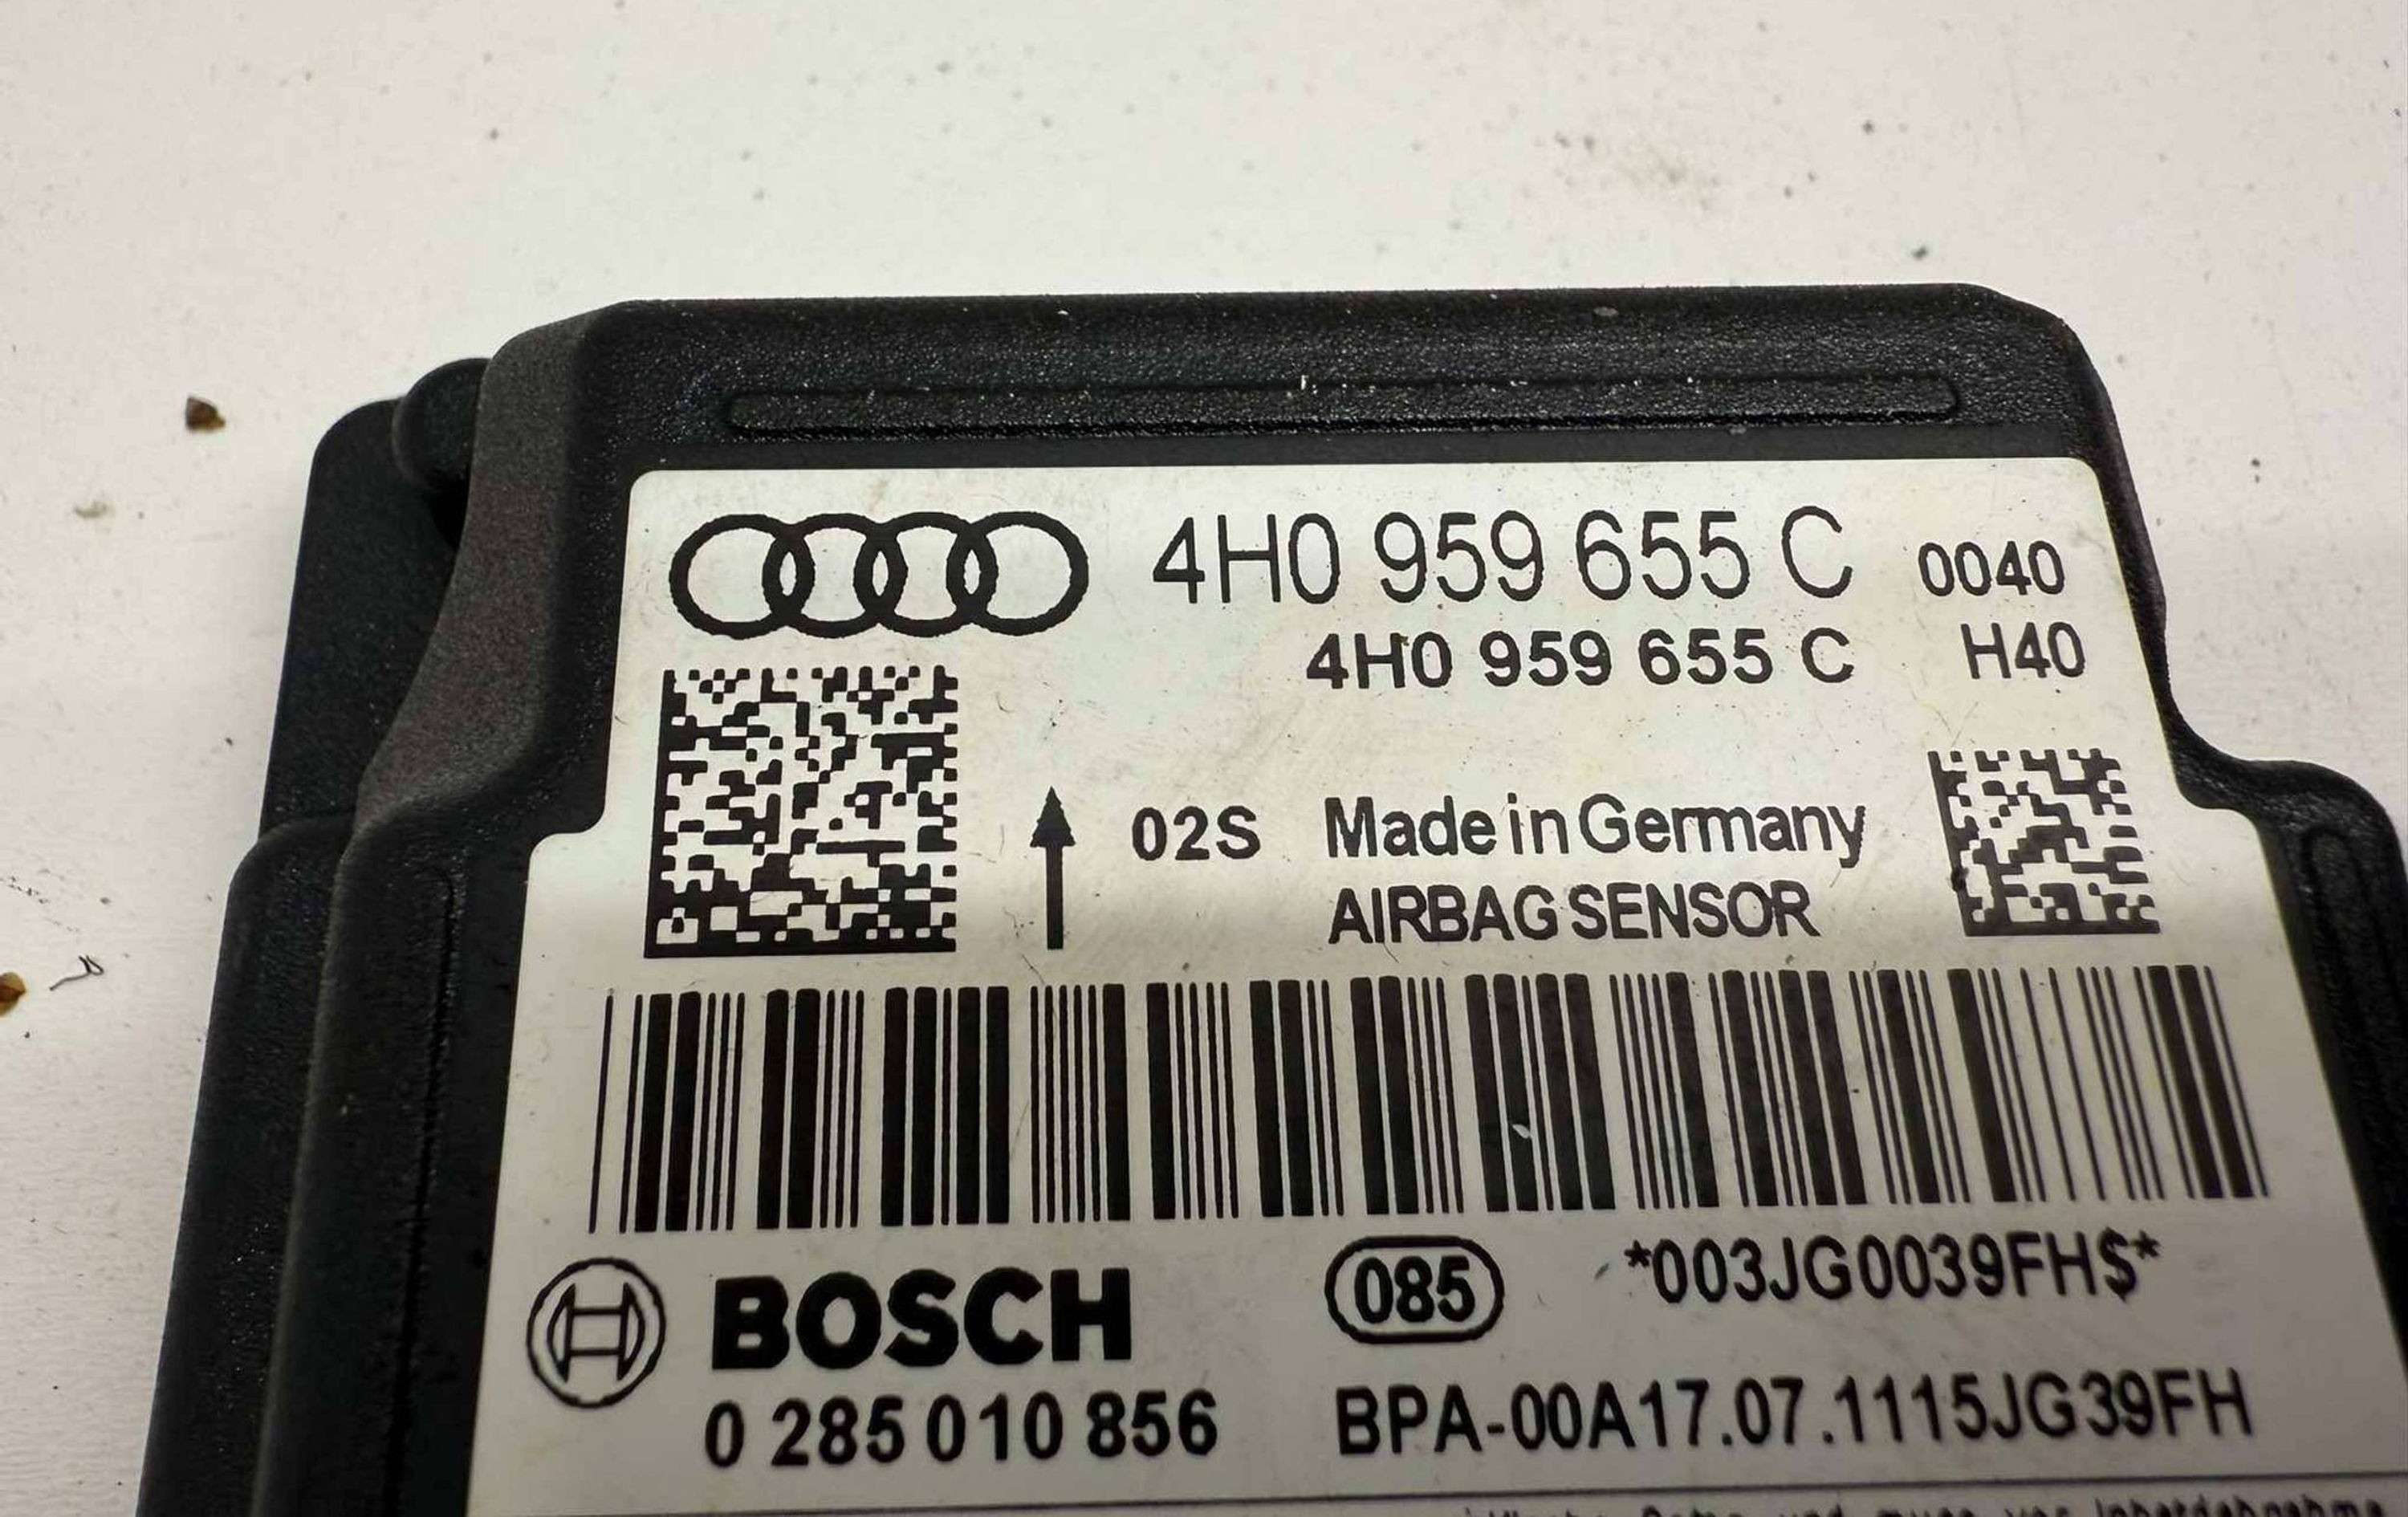 4H0 959 655 C 0040
4H0 959 655 C H40
02S Made in Germany
AIRBAG SENSOR
BOSCH 085 *003JG0039FH$*
0 285 010 856 BPA-00A17.07.1115JG39FH